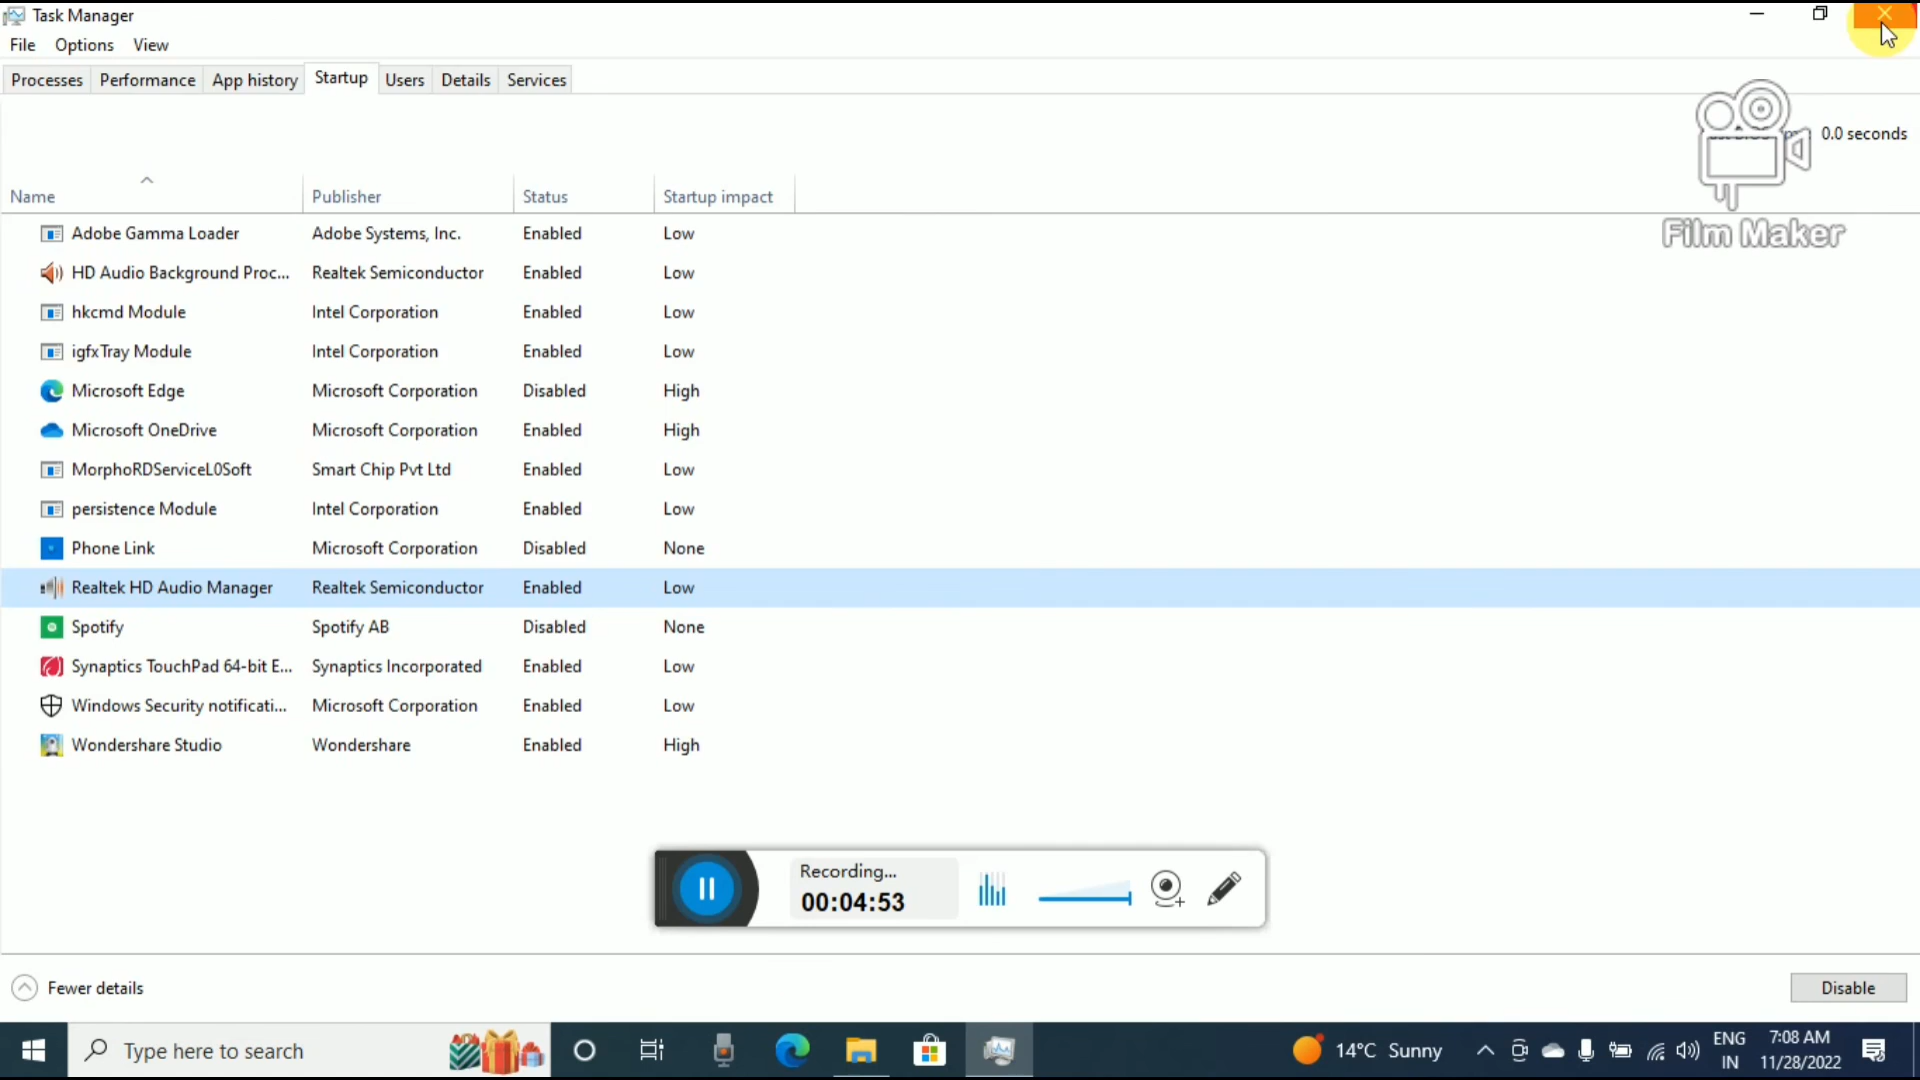 Task Manager
File Options View
Processes Performance App history Startup Users Details Services
0.0 seconds
Film Maker
Name Publisher Status Startup impact
Adobe Gamma Loader Adobe Systems, Inc. Enabled Low
HD Audio Background Proc... Realtek Semiconductor Enabled Low
hkcmd Module Intel Corporation Enabled Low
igfxTray Module Intel Corporation Enabled Low
Microsoft Edge Microsoft Corporation Disabled High
Microsoft OneDrive Microsoft Corporation Enabled High
MorphoRDServiceL0Soft Smart Chip Pvt Ltd Enabled Low
persistence Module Intel Corporation Enabled Low
Phone Link Microsoft Corporation Disabled None
Realtek HD Audio Manager Realtek Semiconductor Enabled Low
Spotify Spotify AB Disabled None
Synaptics TouchPad 64-bit E... Synaptics Incorporated Enabled Low
Windows Security notificati... Microsoft Corporation Enabled Low
Wondershare Studio Wondershare Enabled High
Recording...
00:04:53
Fewer details Disable
Type here to search 14°C Sunny ENG 7:08 AM
IN 11/28/2022